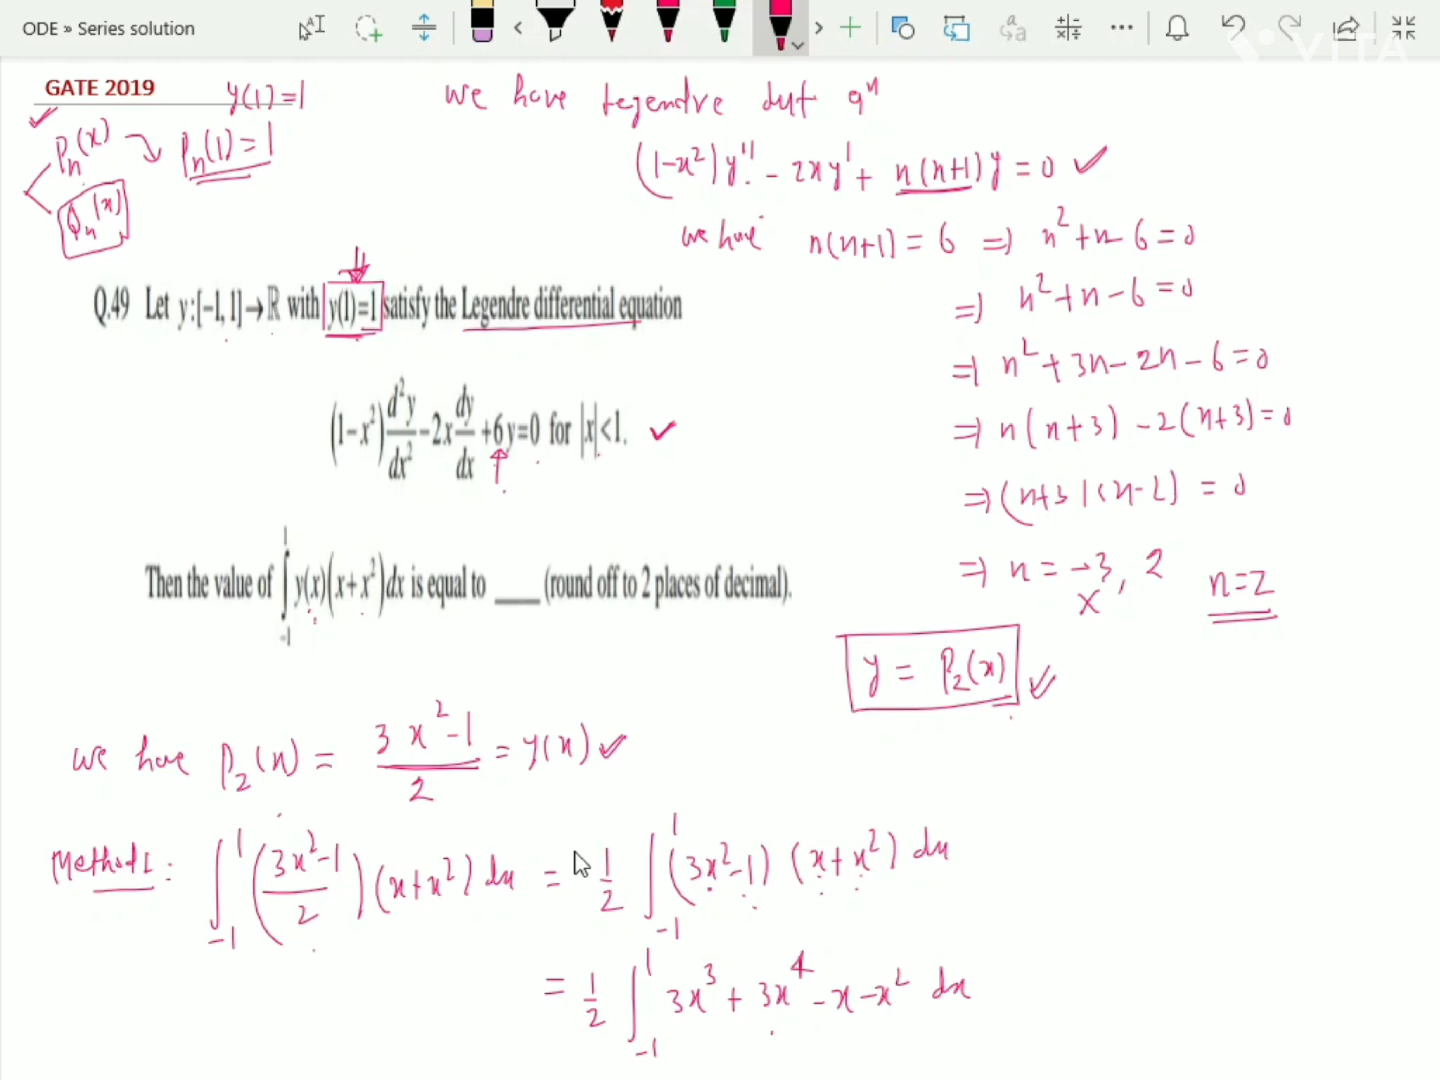 ODE » Series solution
VITA
GATE 2019
y(1)=1
Pn(x) Pn(1)=1
Qn(x)
we have Legendre diff qn
(1-x²)y'' - 2xy' + n(n+1)y = 0 ✓
we have n(n+1) = 6 ⇒ n²+n-6=0
⇒ n²+n-6=0
⇒ n²+3n-2n-6=0
⇒ n(n+3)-2(n+3)=0
⇒ (n+3)(n-2) = 0
⇒ n = -3, 2 n=2
x
y = P₂(x) ✓
Q.49 Let y:[-1, 1]→ℝ with y(1)=1 satisfy the Legendre differential equation
(1-x²) d²y/dx² -2x dy/dx +6y=0 for |x|<1. ✓
Then the value of ∫₋₁¹ y(x)(x+x²)dx is equal to ____ (round off to 2 places of decimal).
we have P₂(x) = (3x²-1)/2 = y(x) ✓
Method 1: ∫₋₁¹ ((3x²-1)/2)(x+x²) dx = 1/2 ∫₋₁¹ (3x²-1)(x+x²) dx
= 1/2 ∫₋₁¹ 3x³ + 3x⁴ - x - x² dx